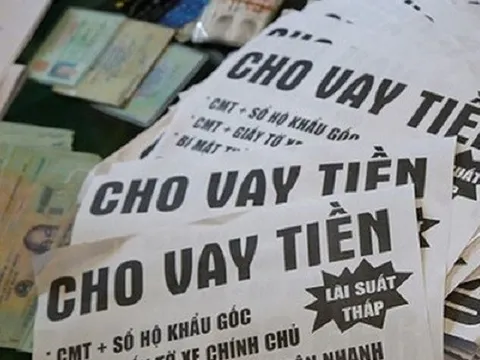 CHO VAY TIỀN
* CMT + SỔ HỘ KHẨU GỐC
* CMT + GIẤY TỜ XE
* BÍ MẬT
CHO VAY TIỀN
CHO VAY TIỀN
LÃI SUẤT
THẤP
CMT + SỔ HỘ KHẨU GỐC
TỜ XE CHÍNH CHỦ
NHANH